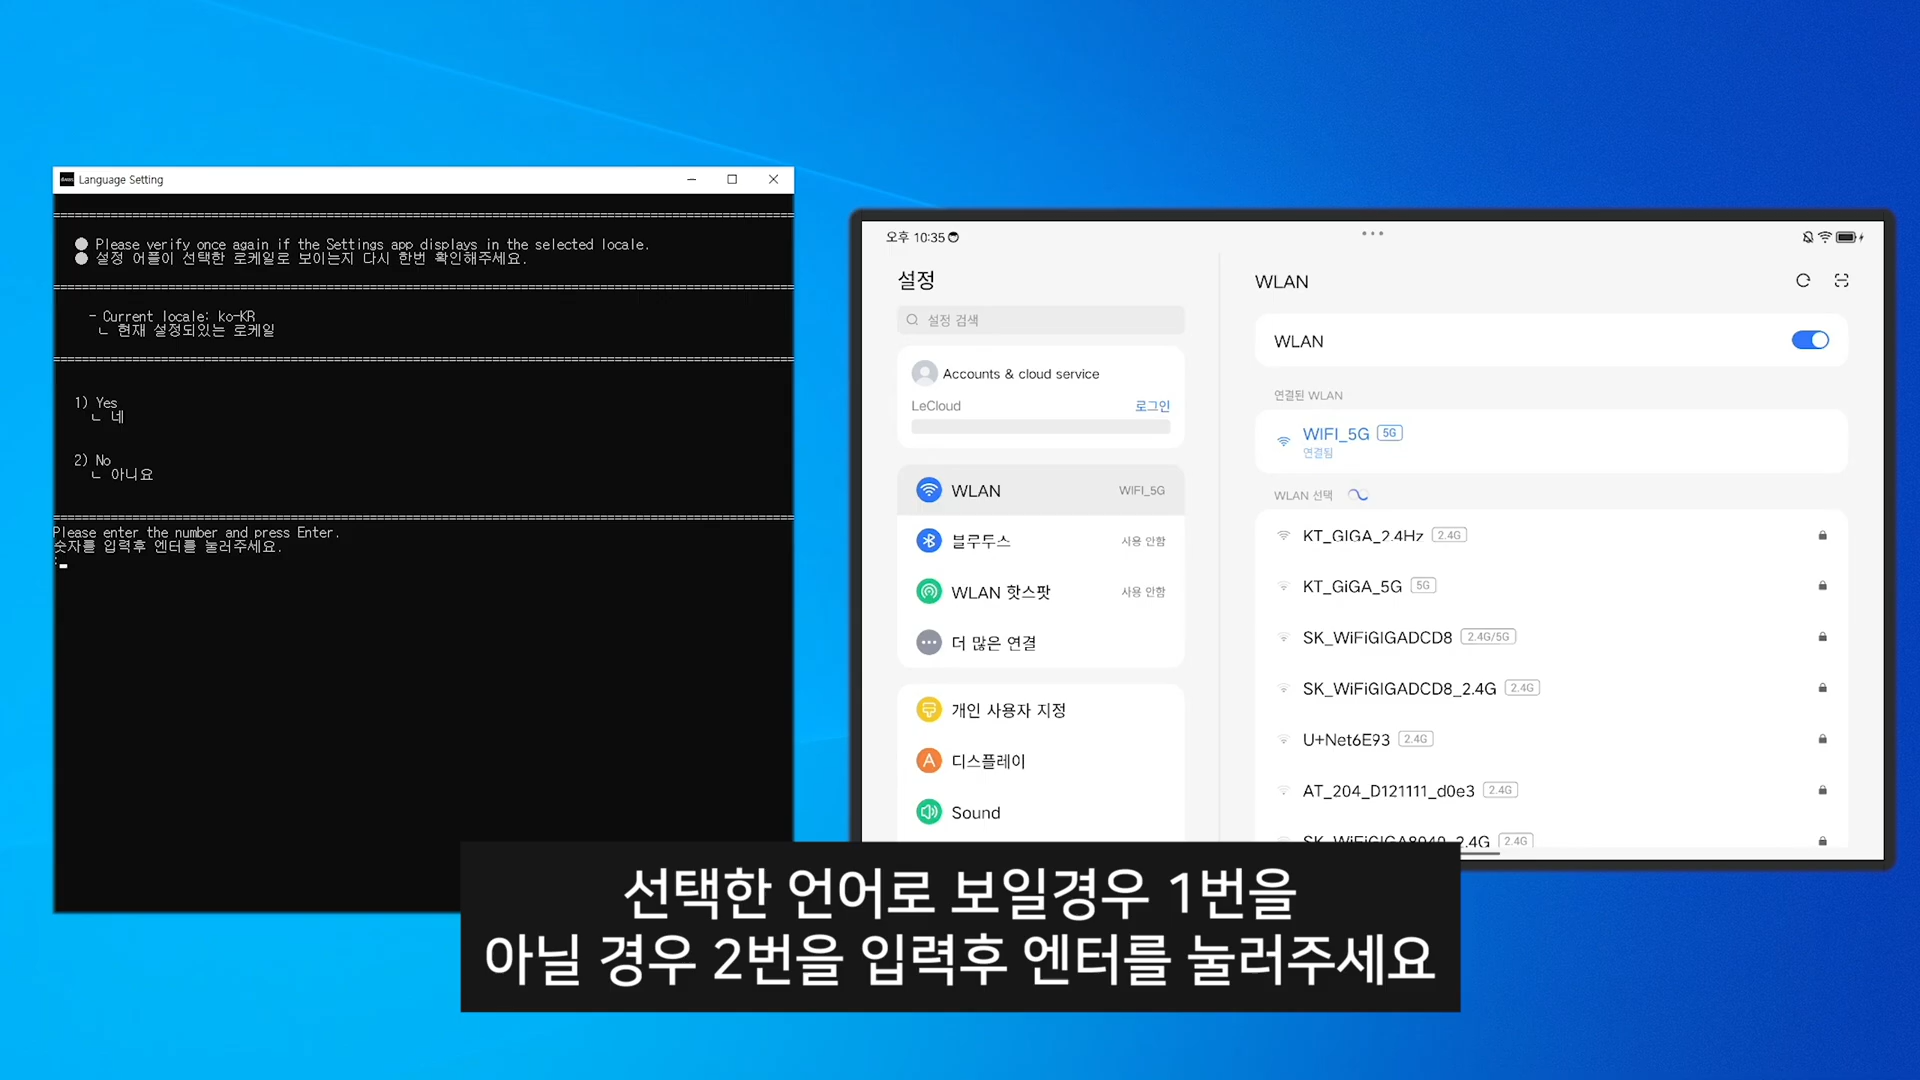 Language Setting
● Please verify once again if the Settings app displays in the selected locale.
● 설정 어플이 선택한 로케일로 보이는지 다시 한번 확인해주세요.
- Current locale: ko-KR
ㄴ 현재 설정되있는 로케일
1) Yes
ㄴ 네
2) No
ㄴ 아니요
Please enter the number and press Enter.
숫자를 입력후 엔터를 눌러주세요.
:
오후 10:35
설정
설정 검색
Accounts & cloud service
LeCloud 로그인
WLAN WIFI_5G
블루투스 사용 안함
WLAN 핫스팟 사용 안함
더 많은 연결
개인 사용자 지정
디스플레이
Sound
WLAN
WLAN
연결된 WLAN
WIFI_5G 5G
연결됨
WLAN 선택
KT_GIGA_2.4Hz 2.4G
KT_GiGA_5G 5G
SK_WiFiGIGADCD8 2.4G/5G
SK_WiFiGIGADCD8_2.4G 2.4G
U+Net6E93 2.4G
AT_204_D121111_d0e3 2.4G
2.4G
선택한 언어로 보일경우 1번을
아닐 경우 2번을 입력후 엔터를 눌러주세요